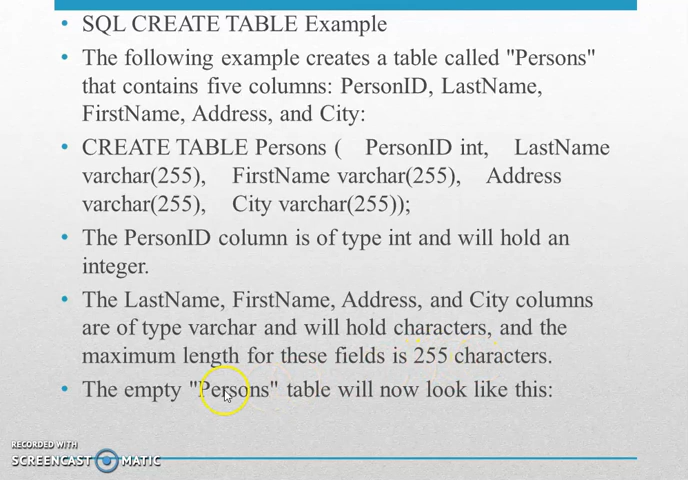 • SQL CREATE TABLE Example
• The following example creates a table called "Persons"
that contains five columns: PersonID, LastName,
FirstName, Address, and City:
• CREATE TABLE Persons ( PersonID int, LastName
varchar(255), FirstName varchar(255), Address
varchar(255), City varchar(255));
• The PersonID column is of type int and will hold an
integer.
• The LastName, FirstName, Address, and City columns
are of type varchar and will hold characters, and the
maximum length for these fields is 255 characters.
• The empty "Persons" table will now look like this:
RECORDED WITH
SCREENCAST MATIC